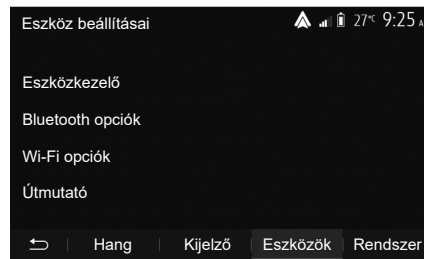 Eszköz beállításai 27°C 9:25 A
Eszközkezelő
Bluetooth opciók
Wi-Fi opciók
Útmutató
Hang Kijelző Eszközök Rendszer